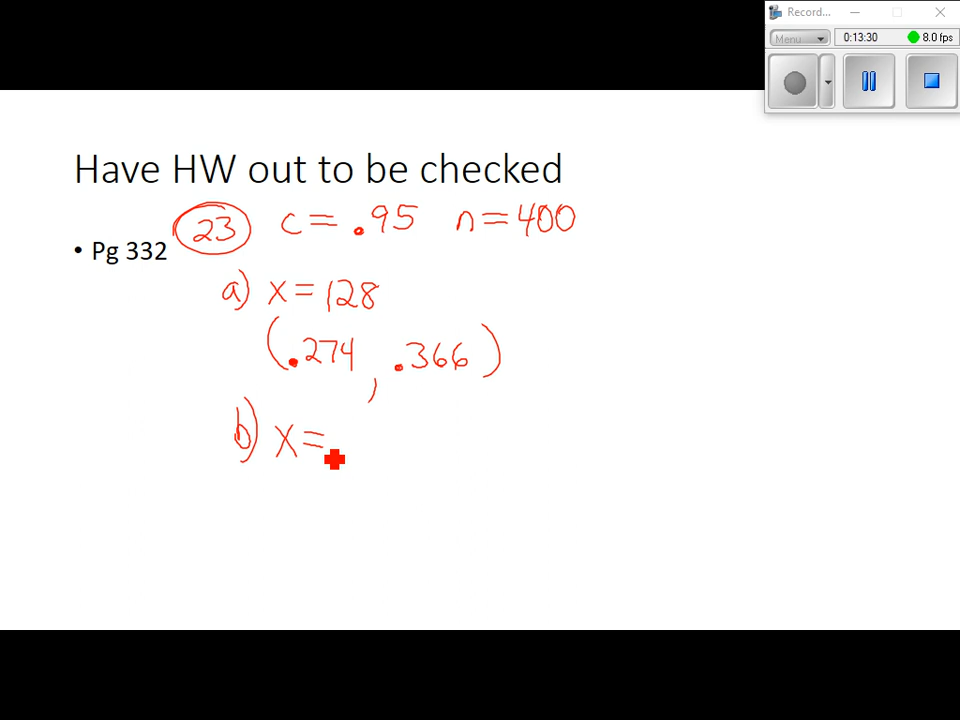 Record...
Menu
0:13:30
8.0 fps
Have HW out to be checked
23 c = .95 n = 400
• Pg 332
a) x = 128
(.274, .366)
b) x =